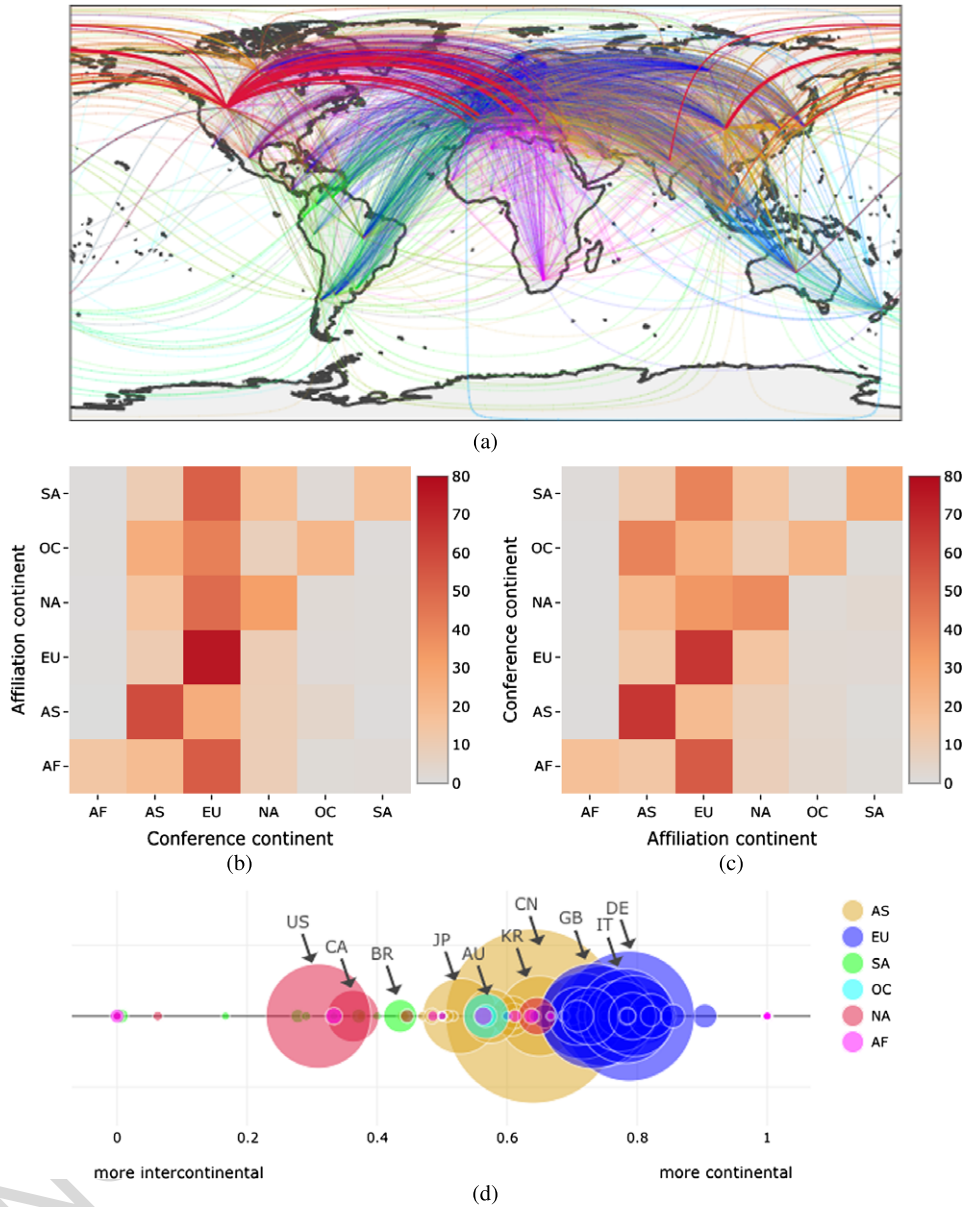 (a)
SA
OC
NA
EU
AS
AF
Affiliation continent
AF AS EU NA OC SA
Conference continent
80
70
60
50
40
30
20
10
0
(b)
SA
OC
NA
EU
AS
AF
Conference continent
AF AS EU NA OC SA
Affiliation continent
80
70
60
50
40
30
20
10
0
(c)
US
CA
BR
JP
AU
KR
CN
GB
IT
DE
AS
EU
SA
OC
NA
AF
0 0.2 0.4 0.6 0.8 1
more intercontinental more continental
(d)